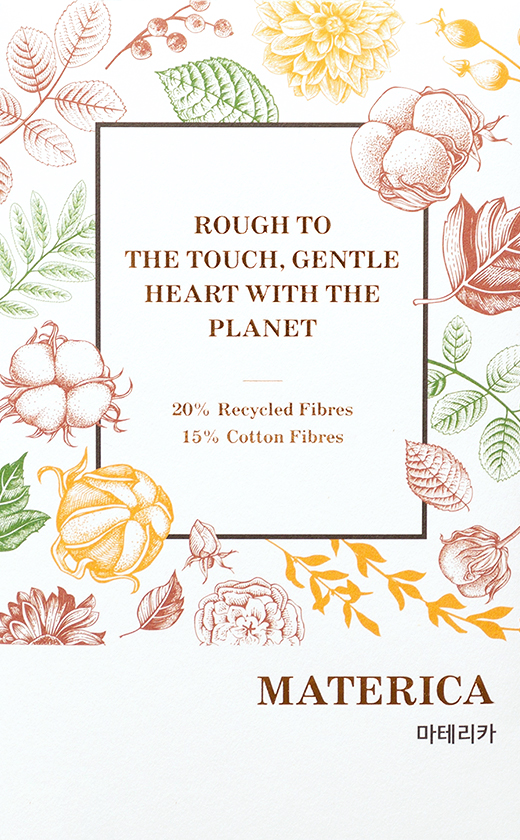 ROUGH TO
THE TOUCH, GENTLE
HEART WITH THE
PLANET
20% Recycled Fibres
15% Cotton Fibres
MATERICA
마테리카